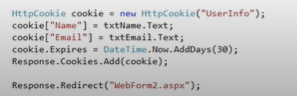 HttpCookie cookie = new HttpCookie("UserInfo");
cookie["Name"] = txtName.Text;
cookie["Email"] = txtEmail.Text;
cookie.Expires = DateTime.Now.AddDays(30);
Response.Cookies.Add(cookie);
Response.Redirect("WebForm2.aspx");